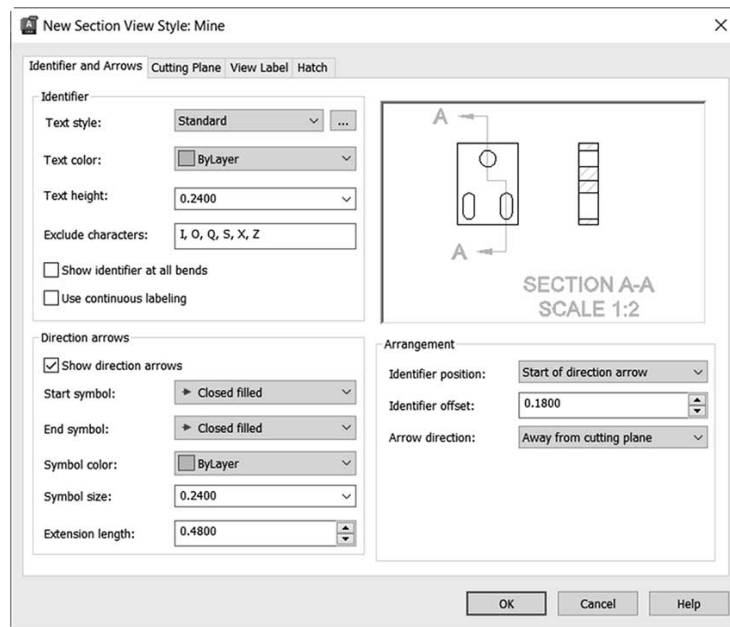 New Section View Style: Mine
Identifier and Arrows Cutting Plane View Label Hatch
Identifier
Text style: Standard ...
Text color: ByLayer
Text height: 0.2400
Exclude characters: I, O, Q, S, X, Z
Show identifier at all bends
Use continuous labeling
Direction arrows
Show direction arrows
Start symbol: Closed filled
End symbol: Closed filled
Symbol color: ByLayer
Symbol size: 0.2400
Extension length: 0.4800
A
A
SECTION A-A
SCALE 1:2
Arrangement
Identifier position: Start of direction arrow
Identifier offset: 0.1800
Arrow direction: Away from cutting plane
OK Cancel Help